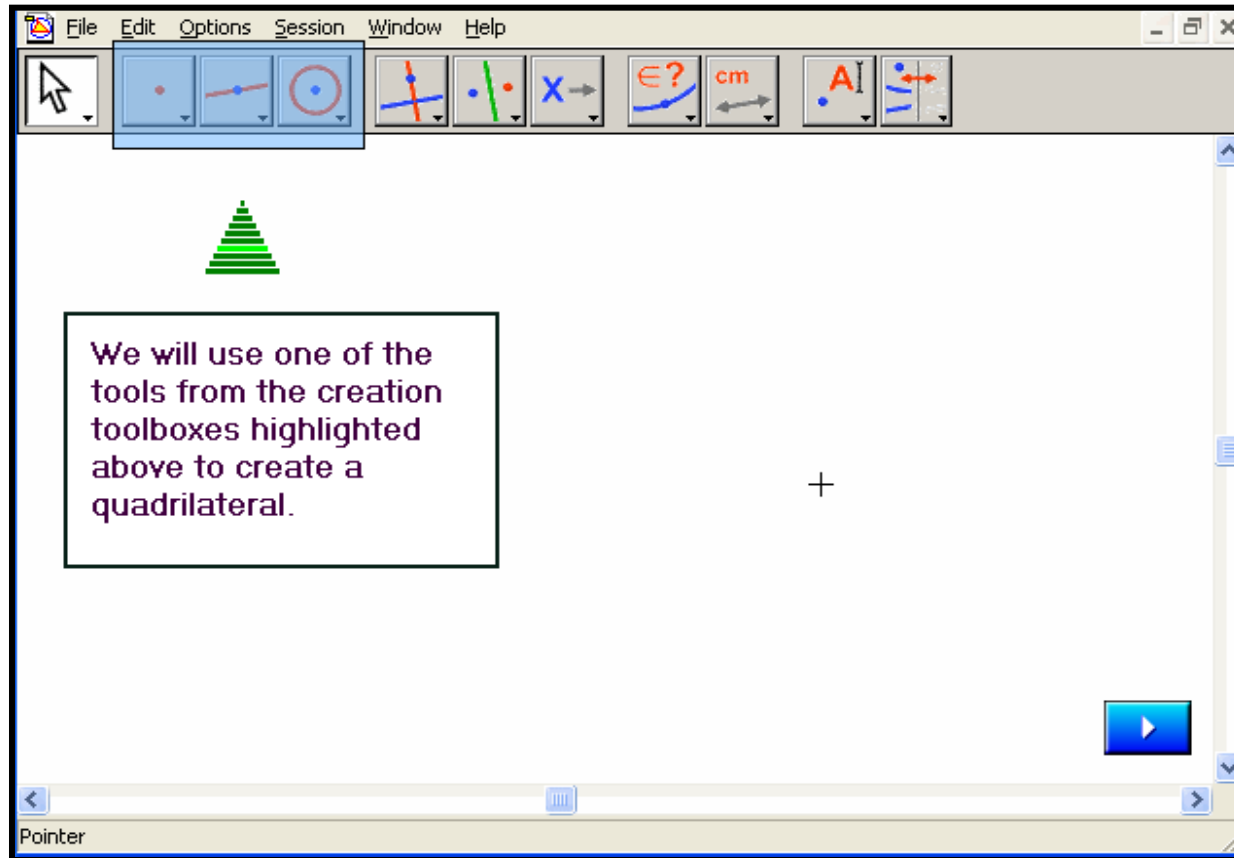 File Edit Options Session Window Help
∈? cm A
X
We will use one of the
tools from the creation
toolboxes highlighted
above to create a
quadrilateral.
Pointer